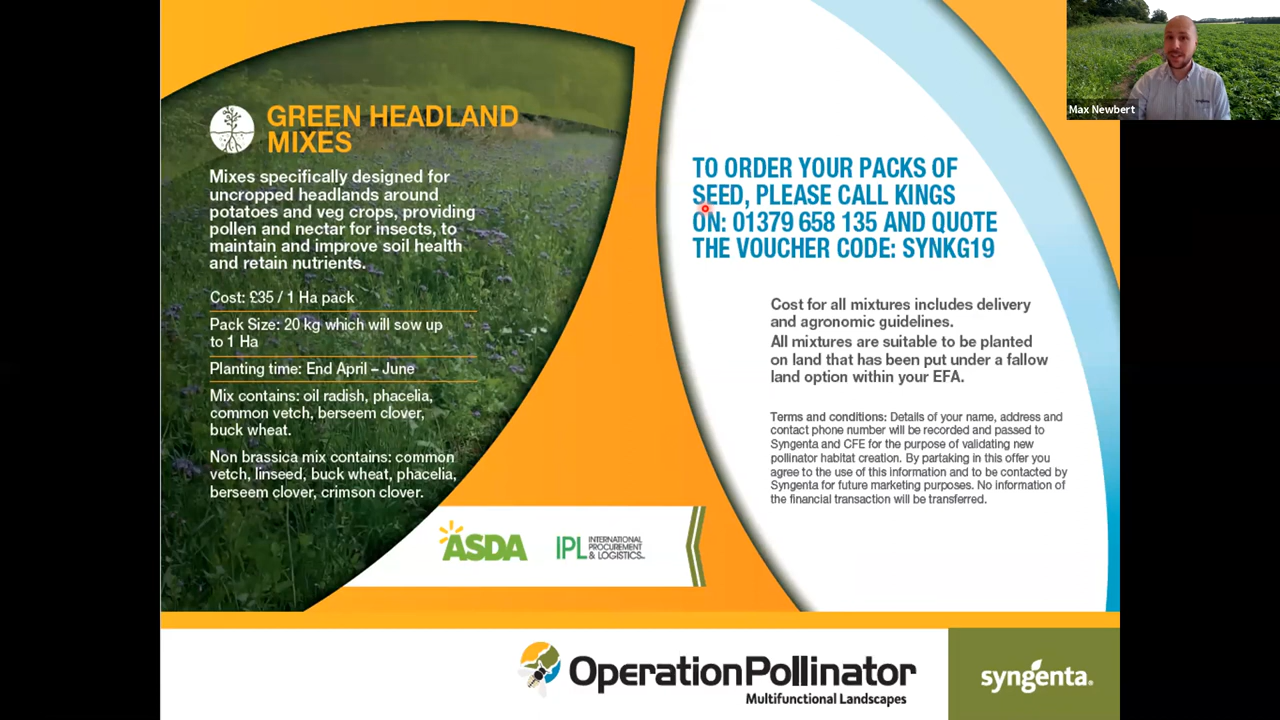 Max Newbert
GREEN HEADLAND
MIXES
Mixes specifically designed for
uncropped headlands around
potatoes and veg crops, providing
pollen and nectar for insects, to
maintain and improve soil health
and retain nutrients.
Cost: £35 / 1 Ha pack
Pack Size: 20 kg which will sow up
to 1 Ha
Planting time: End April – June
Mix contains: oil radish, phacelia,
common vetch, berseem clover,
buck wheat.
Non brassica mix contains: common
vetch, linseed, buck wheat, phacelia,
berseem clover, crimson clover.
ASDA
IPL INTERNATIONAL
PROCUREMENT
& LOGISTICS
TO ORDER YOUR PACKS OF
SEED, PLEASE CALL KINGS
ON: 01379 658 135 AND QUOTE
THE VOUCHER CODE: SYNKG19
Cost for all mixtures includes delivery
and agronomic guidelines.
All mixtures are suitable to be planted
on land that has been put under a fallow
land option within your EFA.
Terms and conditions: Details of your name, address and
contact phone number will be recorded and passed to
Syngenta and CFE for the purpose of validating new
pollinator habitat creation. By partaking in this offer you
agree to the use of this information and to be contacted by
Syngenta for future marketing purposes. No information of
the financial transaction will be transferred.
OperationPollinator
Multifunctional Landscapes
syngenta.